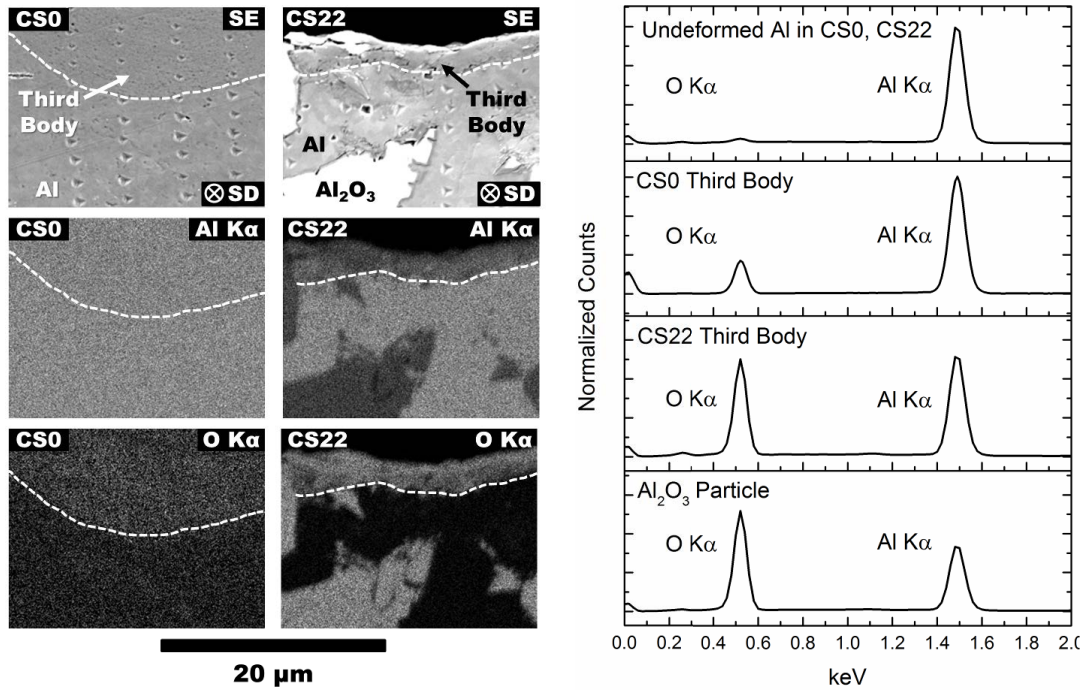 CS0 SE
Third
Body
Al
⊗SD
CS22 SE
Third
Body
Al
Al₂O₃
⊗SD
CS0 Al Kα
CS22 Al Kα
CS0 O Kα
CS22 O Kα
20 µm
Normalized Counts
Undeformed Al in CS0, CS22
O Kα Al Kα
CS0 Third Body
O Kα Al Kα
CS22 Third Body
O Kα Al Kα
Al₂O₃ Particle
O Kα Al Kα
0.0 0.2 0.4 0.6 0.8 1.0 1.2 1.4 1.6 1.8 2.0
keV